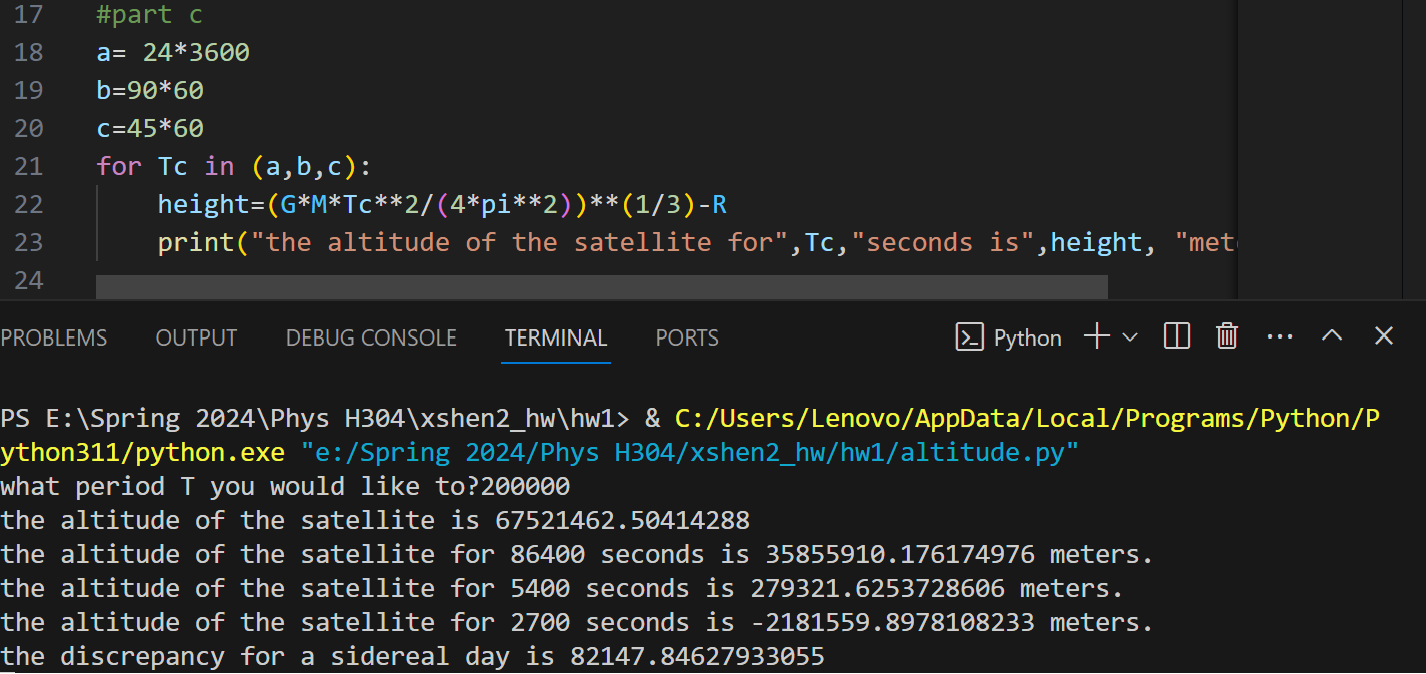 17 #part c
18 a= 24*3600
19 b=90*60
20 c=45*60
21 for Tc in (a,b,c):
22 height=(G*M*Tc**2/(4*pi**2))**(1/3)-R
23 print("the altitude of the satellite for",Tc,"seconds is",height, "met
24
PROBLEMS OUTPUT DEBUG CONSOLE TERMINAL PORTS Python
PS E:\Spring 2024\Phys H304\xshen2_hw\hw1> & C:/Users/Lenovo/AppData/Local/Programs/Python/P
ython311/python.exe "e:/Spring 2024/Phys H304/xshen2_hw/hw1/altitude.py"
what period T you would like to?200000
the altitude of the satellite is 67521462.50414288
the altitude of the satellite for 86400 seconds is 35855910.176174976 meters.
the altitude of the satellite for 5400 seconds is 279321.6253728606 meters.
the altitude of the satellite for 2700 seconds is -2181559.8978108233 meters.
the discrepancy for a sidereal day is 82147.84627933055